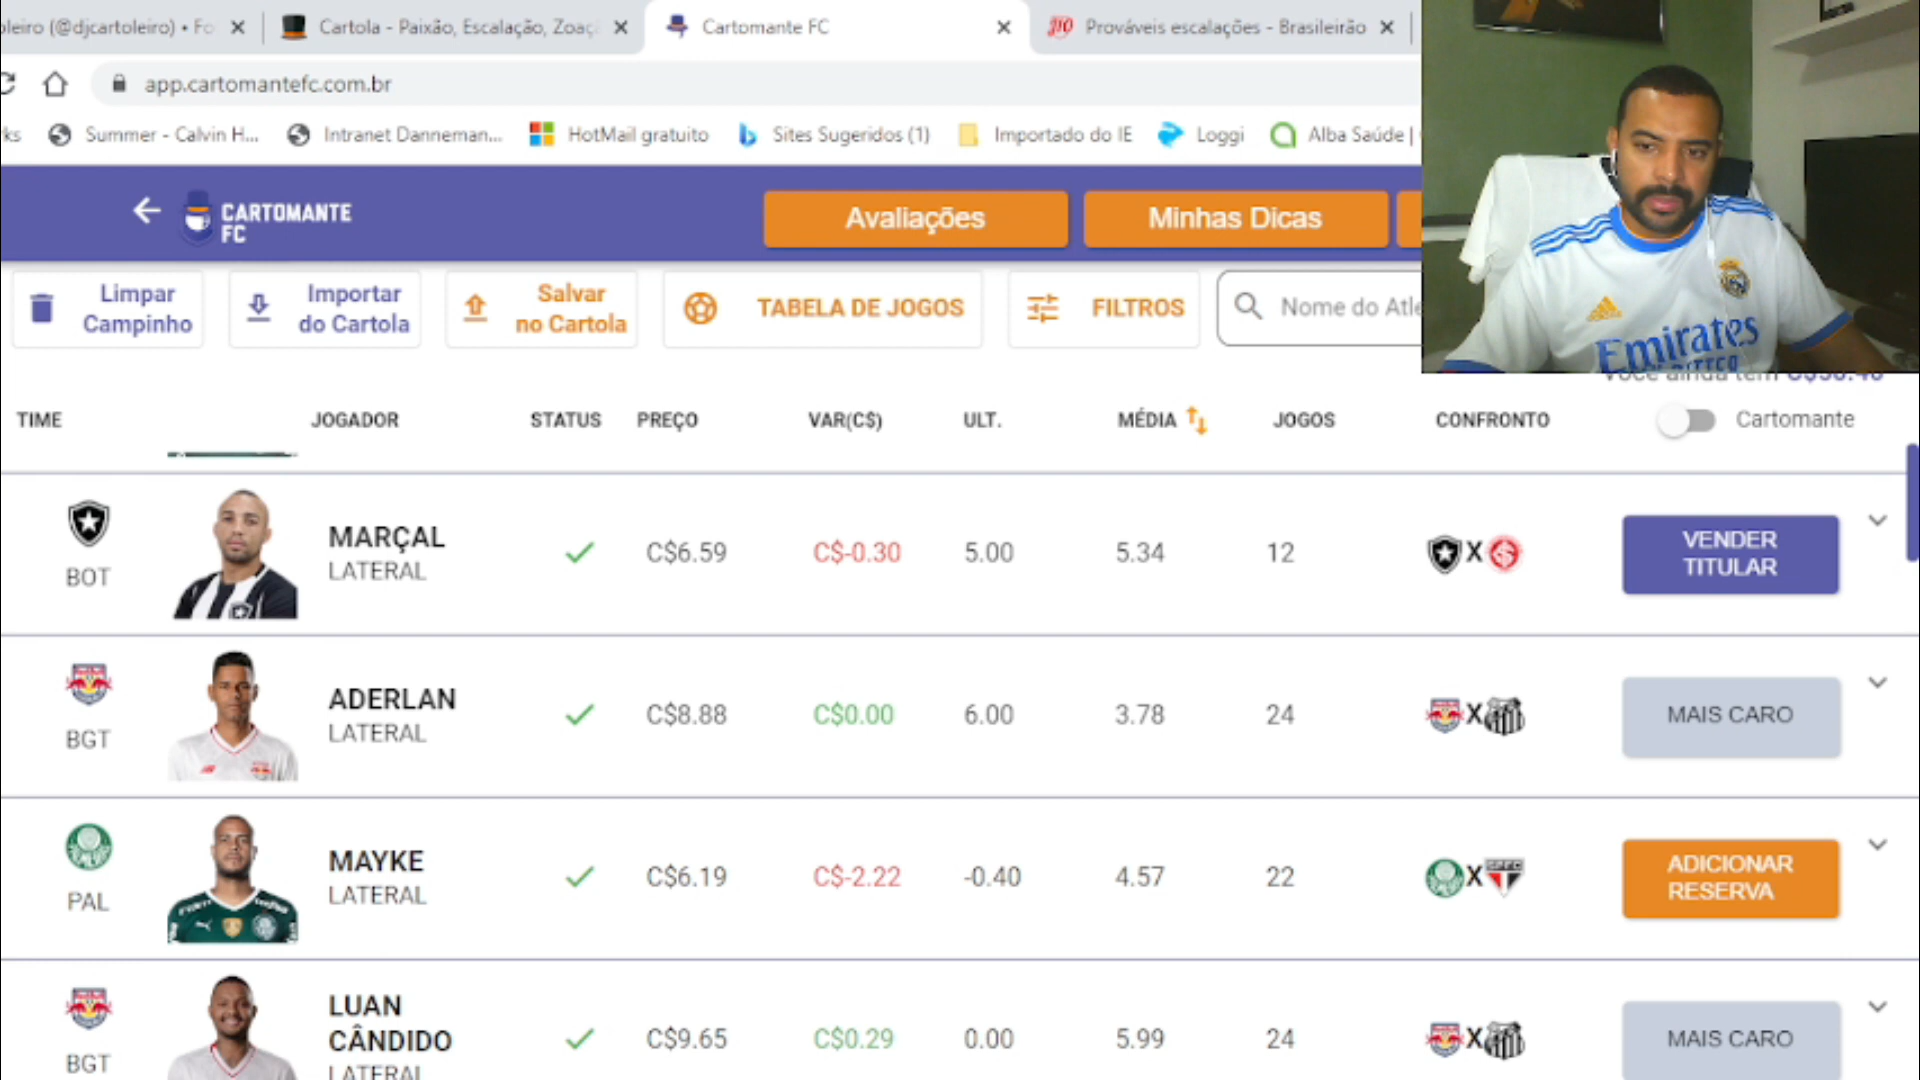 oleiro (@djcartoleiro) • Fo
Cartola - Paixão, Escalação, Zoaç
Cartomante FC
Prováveis escalações - Brasileirão
app.cartomantefc.com.br
ks
Summer - Calvin H...
Intranet Danneman...
HotMail gratuito
Sites Sugeridos (1)
Importado do IE
Loggi
Alba Saúde |
CARTOMANTE
FC
Avaliações
Minhas Dicas
Limpar
Campinho
Importar
do Cartola
Salvar
no Cartola
TABELA DE JOGOS
FILTROS
Nome do Atle
Emirates
TIME
JOGADOR
STATUS
PREÇO
VAR(C$)
ULT.
MÉDIA
JOGOS
CONFRONTO
Cartomante
BOT
MARÇAL
LATERAL
C$6.59
C$-0.30
5.00
5.34
12
X
VENDER
TITULAR
BGT
ADERLAN
LATERAL
C$8.88
C$0.00
6.00
3.78
24
X
MAIS CARO
PAL
MAYKE
LATERAL
C$6.19
C$-2.22
-0.40
4.57
22
X
ADICIONAR
RESERVA
BGT
LUAN
CÂNDIDO
LATERAL
C$9.65
C$0.29
0.00
5.99
24
X
MAIS CARO